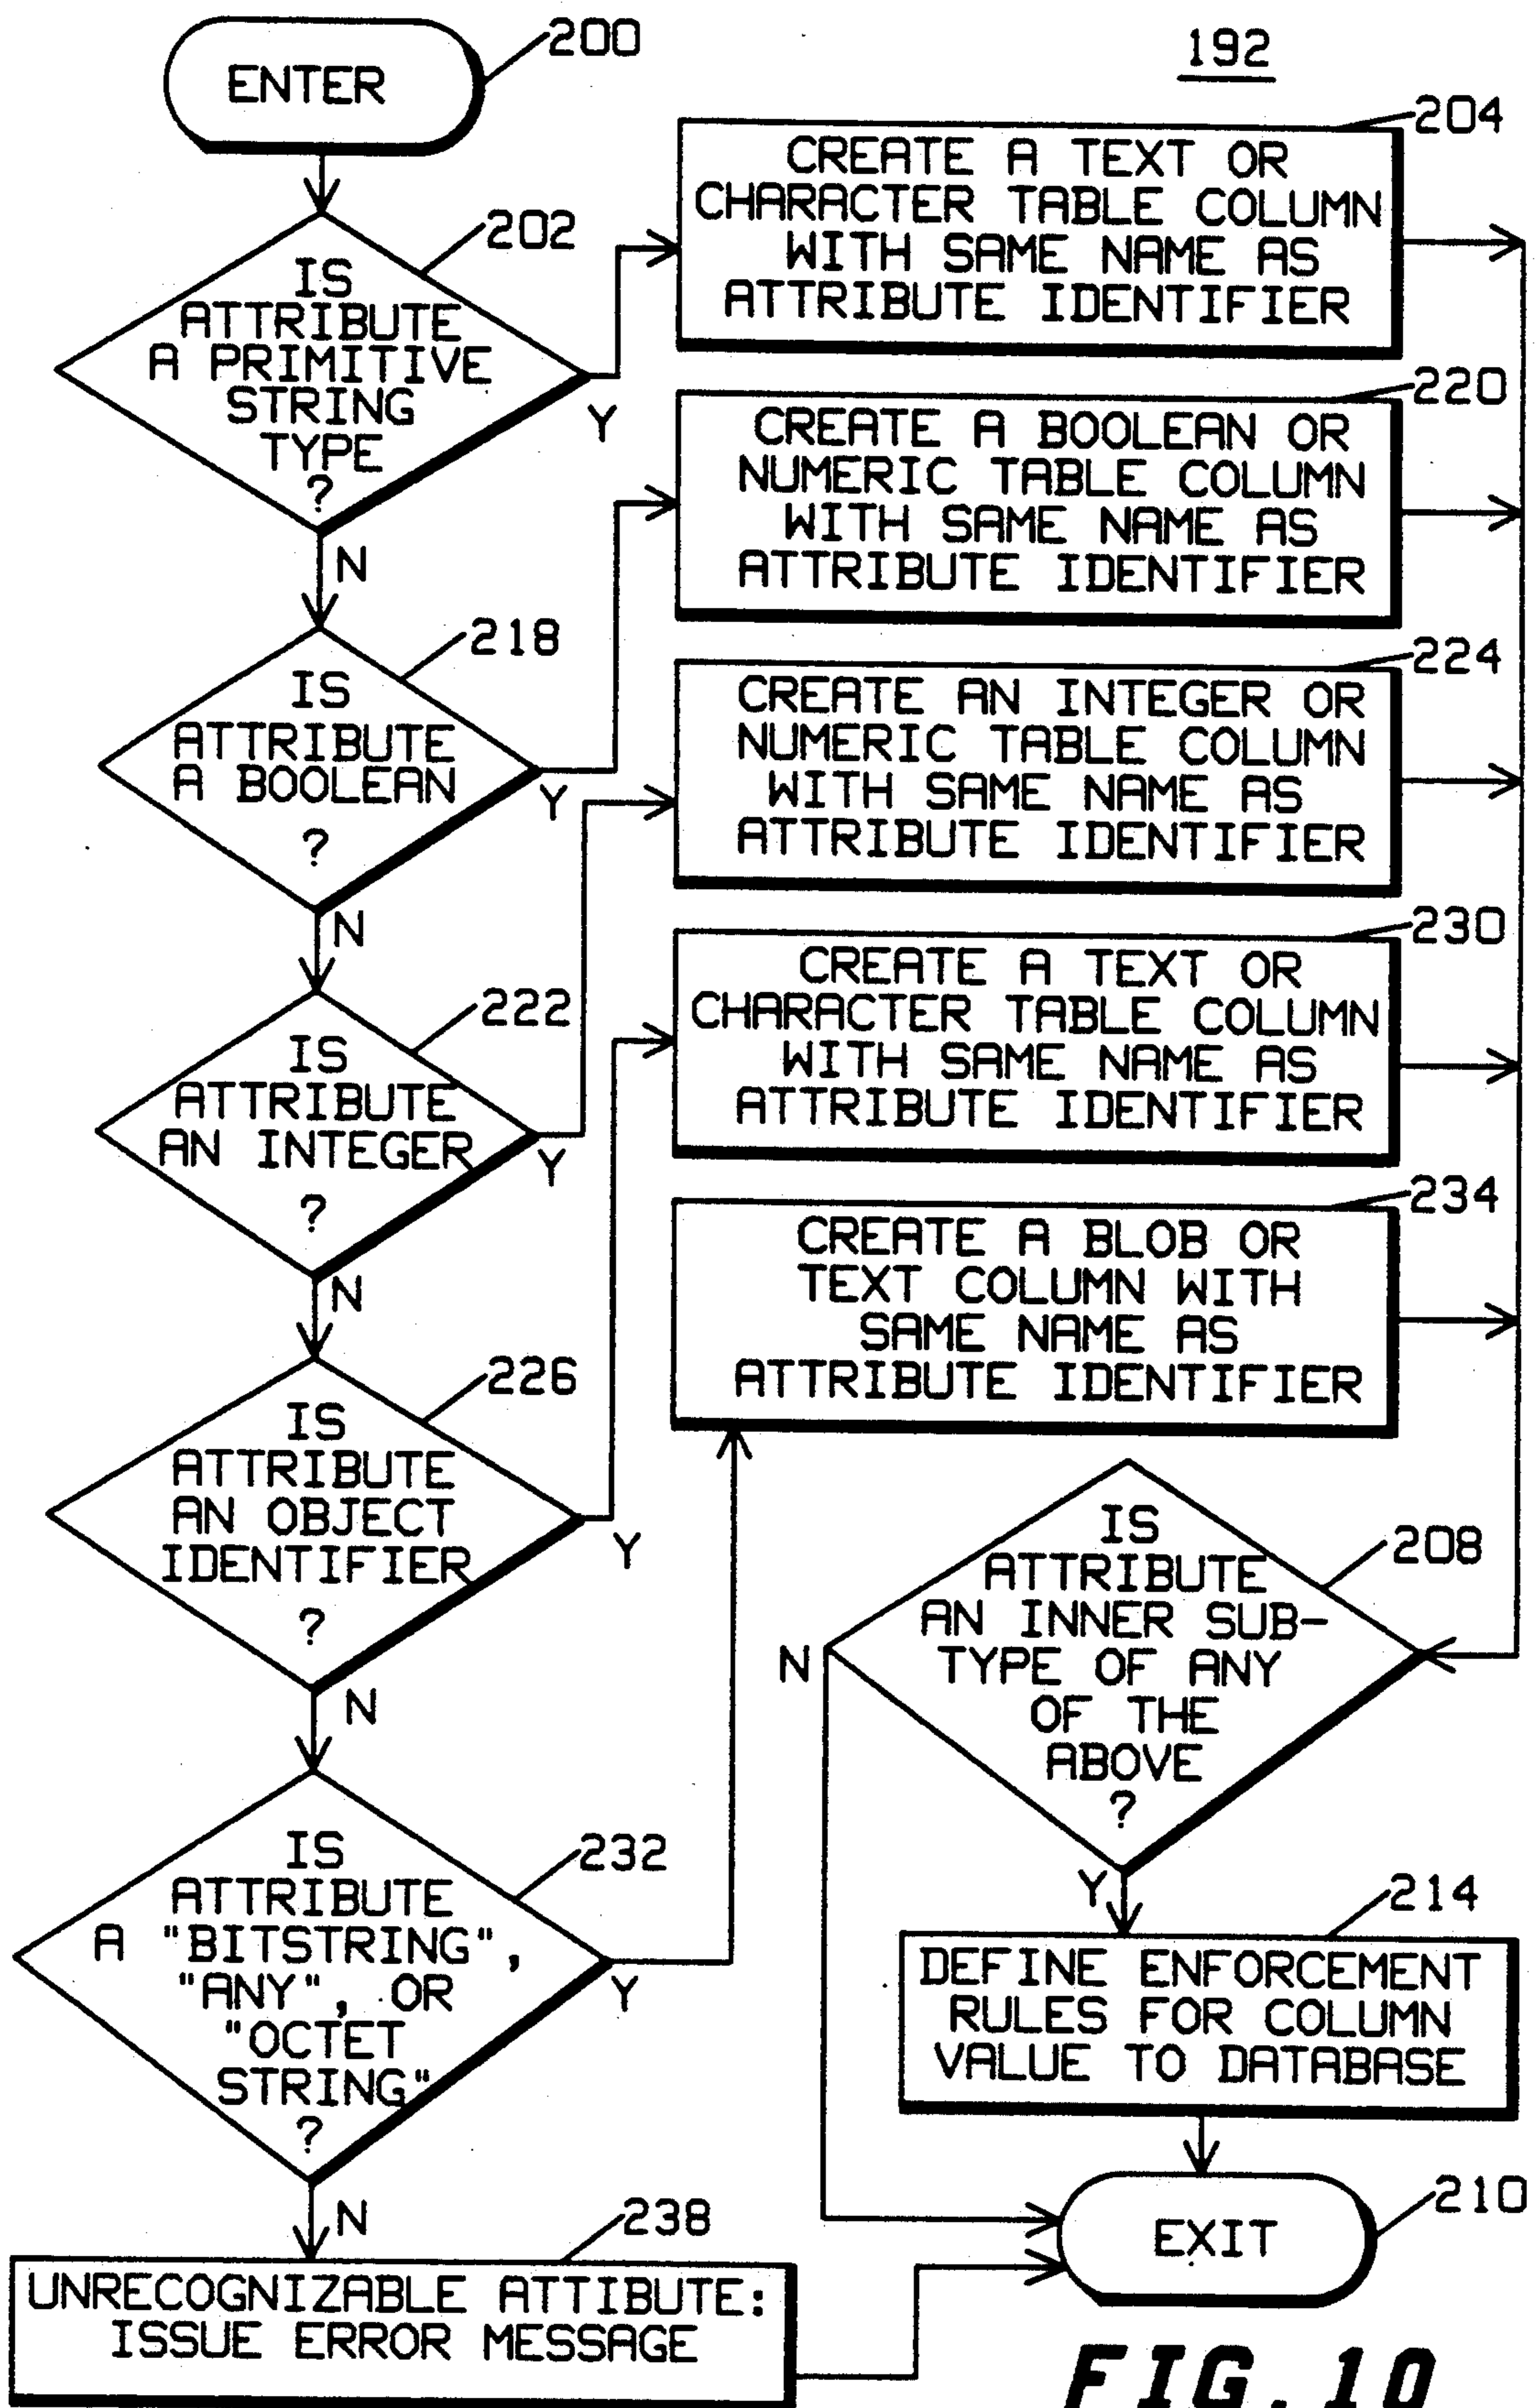 192
200
ENTER
202
IS
ATTRIBUTE
A PRIMITIVE
STRING
TYPE
?
Y
N
204
CREATE A TEXT OR
CHARACTER TABLE COLUMN
WITH SAME NAME AS
ATTRIBUTE IDENTIFIER
218
IS
ATTRIBUTE
A BOOLEAN
?
Y
N
220
CREATE A BOOLEAN OR
NUMERIC TABLE COLUMN
WITH SAME NAME AS
ATTRIBUTE IDENTIFIER
222
IS
ATTRIBUTE
AN INTEGER
?
Y
N
224
CREATE AN INTEGER OR
NUMERIC TABLE COLUMN
WITH SAME NAME AS
ATTRIBUTE IDENTIFIER
226
IS
ATTRIBUTE
AN OBJECT
IDENTIFIER
?
Y
N
230
CREATE A TEXT OR
CHARACTER TABLE COLUMN
WITH SAME NAME AS
ATTRIBUTE IDENTIFIER
232
IS
ATTRIBUTE
A "BITSTRING",
"ANY", OR
"OCTET
STRING"
?
Y
N
234
CREATE A BLOB OR
TEXT COLUMN WITH
SAME NAME AS
ATTRIBUTE IDENTIFIER
238
UNRECOGNIZABLE ATTIBUTE:
ISSUE ERROR MESSAGE
208
IS
ATTRIBUTE
AN INNER SUB-
TYPE OF ANY
OF THE
ABOVE
?
N
Y
214
DEFINE ENFORCEMENT
RULES FOR COLUMN
VALUE TO DATABASE
210
EXIT
FIG. 10